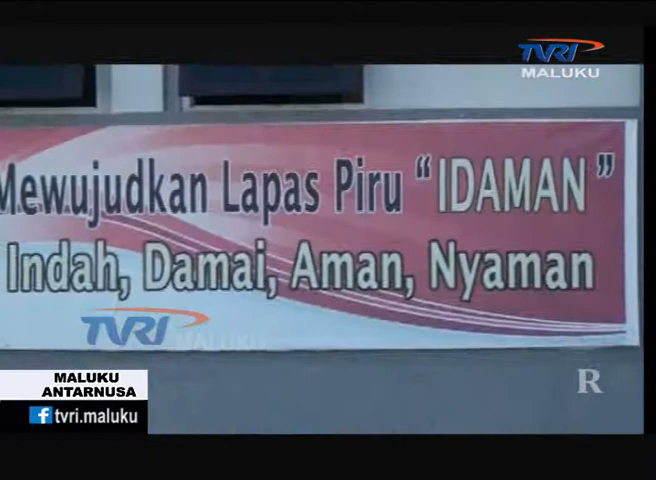 TVRI
MALUKU
Mewujudkan Lapas Piru "IDAMAN"
Indah, Damai, Aman, Nyaman
TVRI MALUKU
R
MALUKU
ANTARNUSA
f tvri.maluku